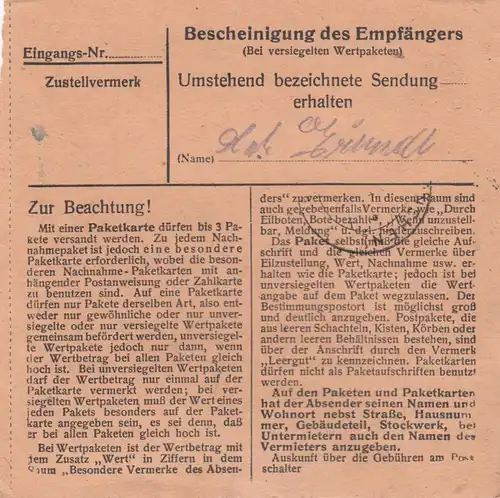 Eingangs-Nr.
Zustellvermerk
Bescheinigung des Empfängers
(Bei versiegelten Wertpaketen)
Umstehend bezeichnete Sendung
erhalten
(Name)
Zur Beachtung!
Mit einer Paketkarte dürfen bis 3 Pa-
kete versandt werden. Zu jedem Nach-
nahmepaket ist jedoch eine besondere
Paketkarte erforderlich, wobei die beson-
deren Nachnahme-Paketkarten mit an-
hängender Postanweisung oder Zahlkarte
zu benutzen sind. Auf eine Paketkarte
dürfen nur Pakete derselben Art, also ent-
weder nur gewöhnliche oder nur unver-
siegelte oder nur versiegelte Wertpakete
gemeinsam befördert werden, unversiegel-
te Wertpakete jedoch nur dann, wenn
der Wertbetrag bei allen Paketen gleich
hoch ist. Bei unversiegelten Wertpaketen
darf der Wertbetrag nur einmal auf der
Paketkarte vermerkt werden; bei ver-
siegelten Wertpaketen muß der Wert eines
jeden Pakets besonders auf der Paket-
karte angegeben sein, es sei denn, daß
er bei allen Paketen gleich hoch ist.
Bei Wertpaketen ist der Wertbetrag mit
dem Zusatz „Wert" in Ziffern in dem
Raum „Besondere Vermerke des Absen-
ders" zu vermerken. In diesen Raum sind
auch gegebenenfalls Vermerke wie „Durch
Eilboten, Bote bezahlt", „Wenn unzustell-
bar, Meldung" u. dgl. niederzuschreiben.
Das Paket selbst muß die gleiche Auf-
schrift und die gleichen Vermerke über
Eilzustellung, Wert, Nachnahme usw. er-
halten wie die Paketkarte; jedoch ist bei
unversiegelten Wertpaketen die Wert-
angabe auf dem Paket wegzulassen. Der
Bestimmungspostort ist möglichst groß
und deutlich anzugeben. Postpakete, die
aus leeren Schachteln, Kisten, Körben oder
andern leeren Behältnissen bestehen, sind
über der Anschrift durch den Vermerk
„Leergut" zu kennzeichnen. Paketkarten
dürfen nicht als Paketaufschriften benutzt
werden.
Auf den Paketen und Paketkarten
hat der Absender seinen Namen und
Wohnort nebst Straße, Hausnum-
mer, Gebäudeteil, Stockwerk, bei
Untermietern auch den Namen des
Vermieters anzugeben.
Auskunft über die Gebühren am Post
schalter